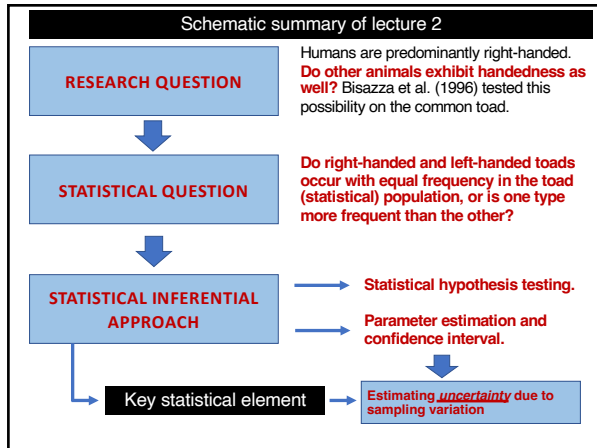 Schematic summary of lecture 2
RESEARCH QUESTION
Humans are predominantly right-handed.
Do other animals exhibit handedness as
well? Bisazza et al. (1996) tested this
possibility on the common toad.
STATISTICAL QUESTION
Do right-handed and left-handed toads
occur with equal frequency in the toad
(statistical) population, or is one type
more frequent than the other?
STATISTICAL INFERENTIAL
APPROACH
Statistical hypothesis testing.
Parameter estimation and
confidence interval.
Key statistical element
Estimating uncertainty due to
sampling variation